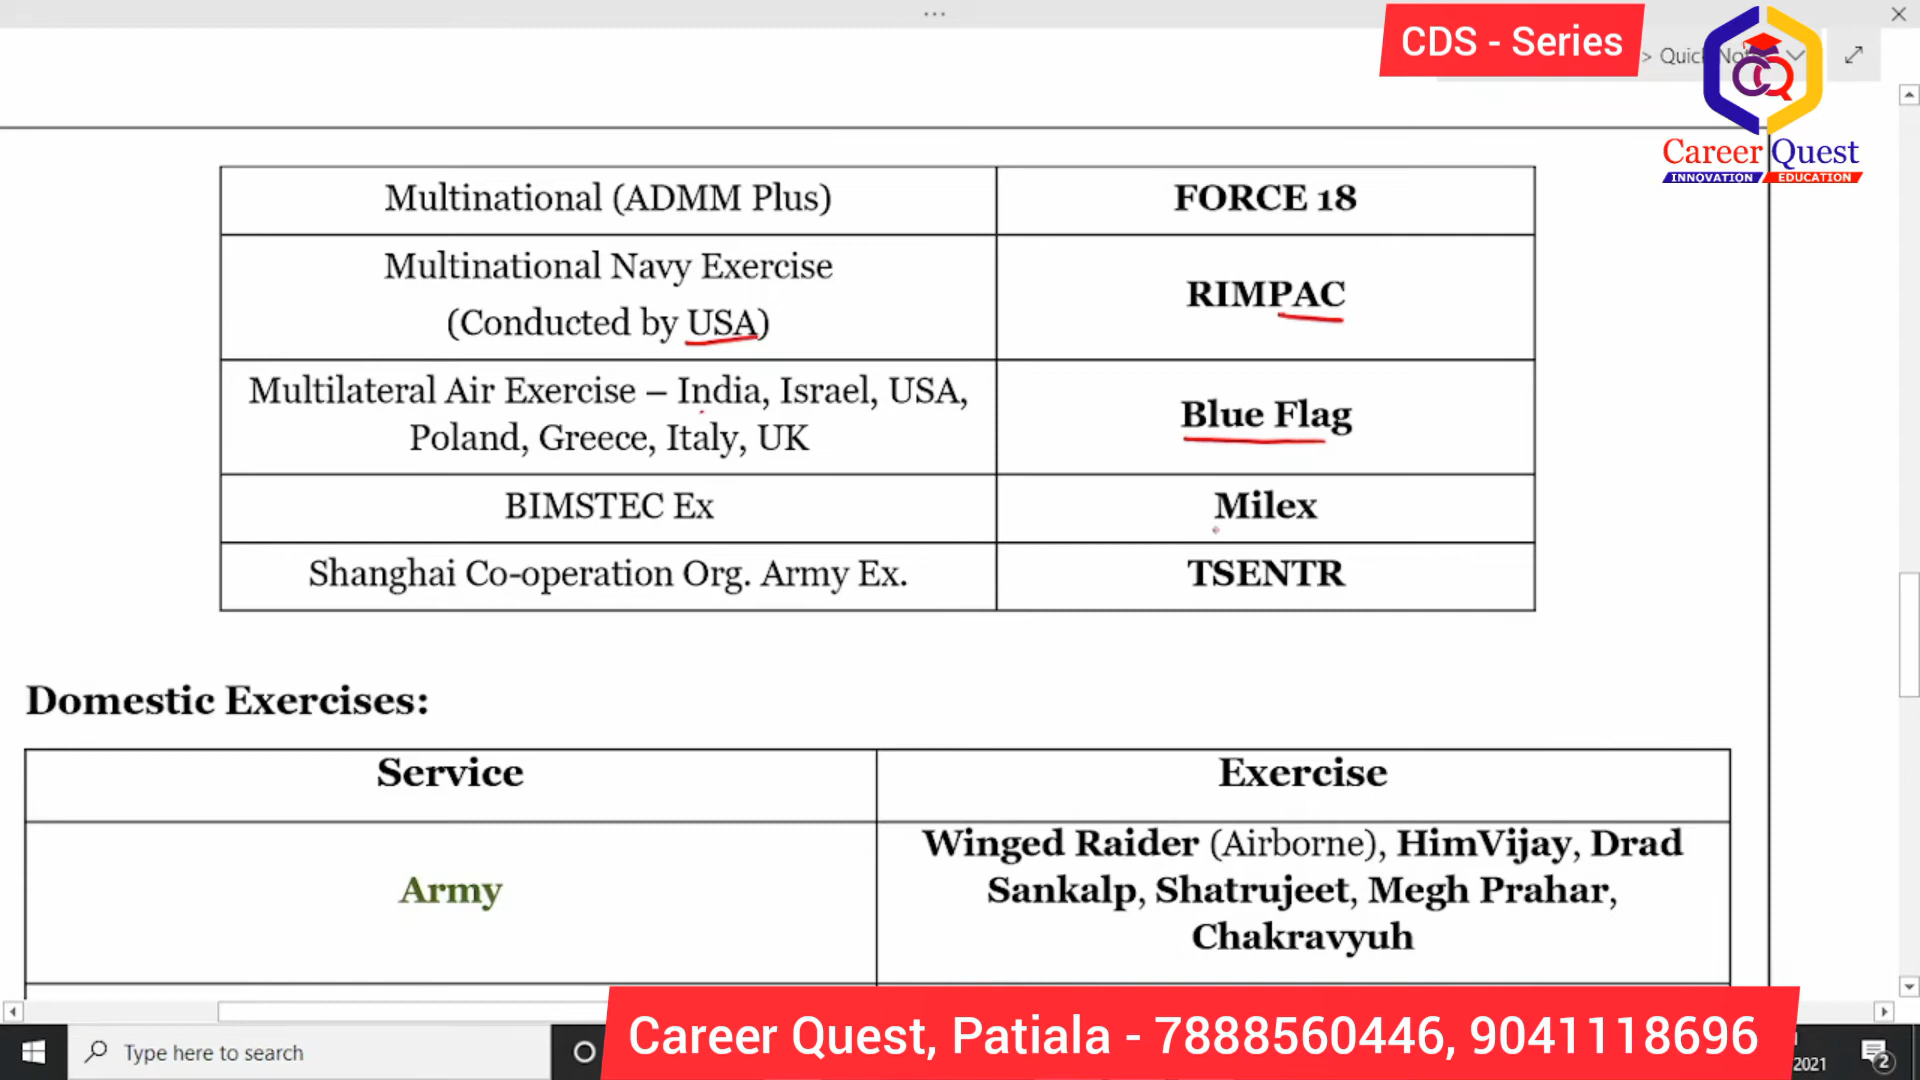 CDS - Series
> Quick
Career Quest
INNOVATION EDUCATION
Multinational (ADMM Plus) FORCE 18
Multinational Navy Exercise
(Conducted by USA) RIMPAC
Multilateral Air Exercise – India, Israel, USA,
Poland, Greece, Italy, UK Blue Flag
BIMSTEC Ex Milex
Shanghai Co-operation Org. Army Ex. TSENTR
Domestic Exercises:
Service Exercise
Army
Winged Raider (Airborne), HimVijay, Drad
Sankalp, Shatrujeet, Megh Prahar,
Chakravyuh
Career Quest, Patiala - 7888560446, 9041118696
Type here to search
2021
2